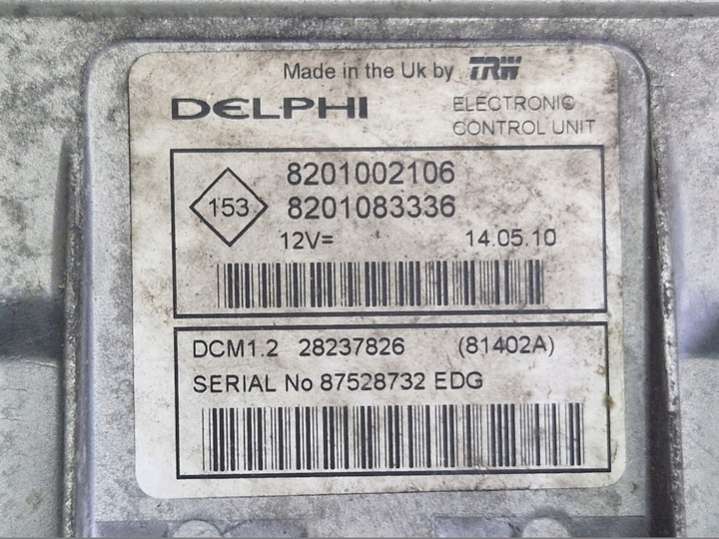 Made in the Uk by TRW
DELPHI
ELECTRONIC
CONTROL UNIT
153
8201002106
8201083336
12V=
14.05.10
DCM1.2 28237826 (81402A)
SERIAL No 87528732 EDG